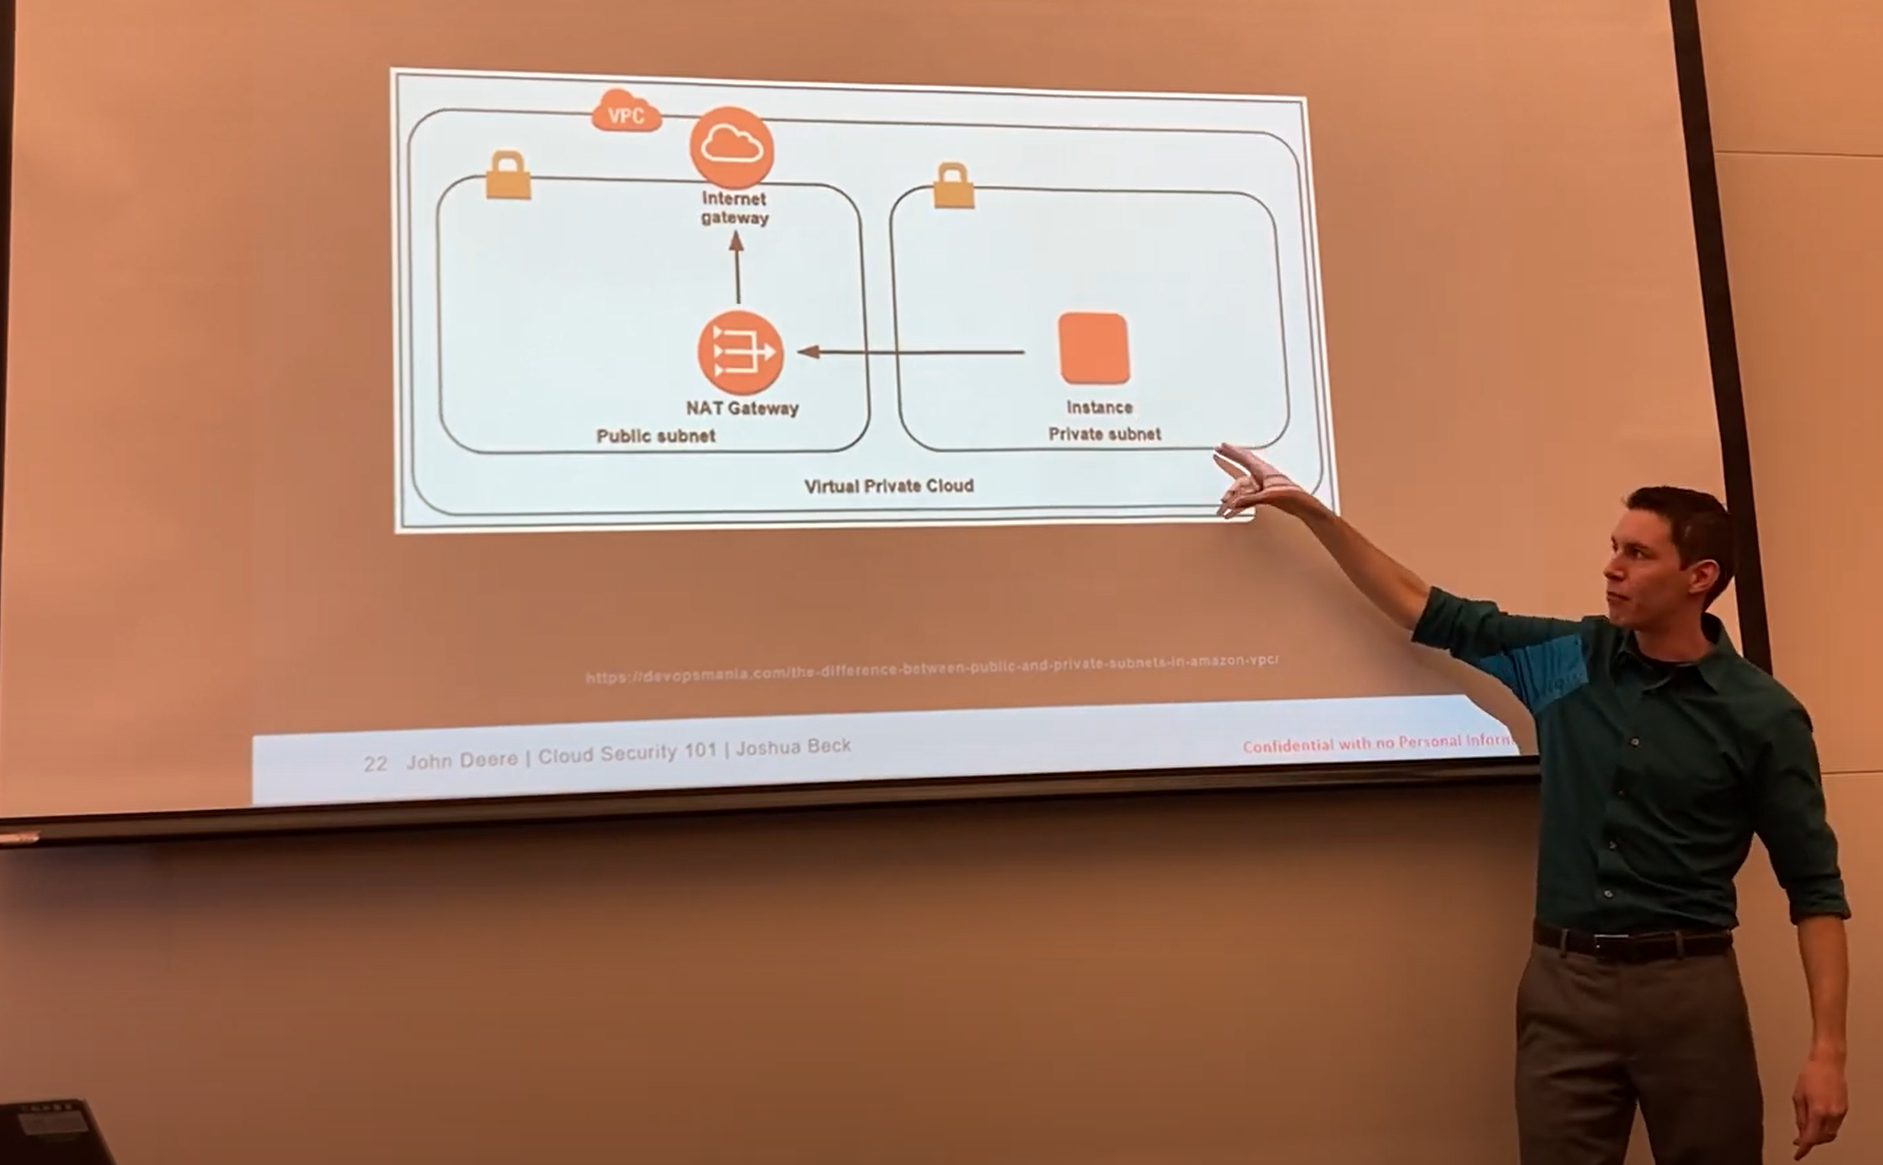 VPC
Internet
gateway
NAT Gateway
Public subnet
Instance
Private subnet
Virtual Private Cloud
https://devopsmania.com/the-difference-between-public-and-private-subnets-in-amazon-vpc/
22 John Deere | Cloud Security 101 | Joshua Beck
Confidential with no Personal Inform